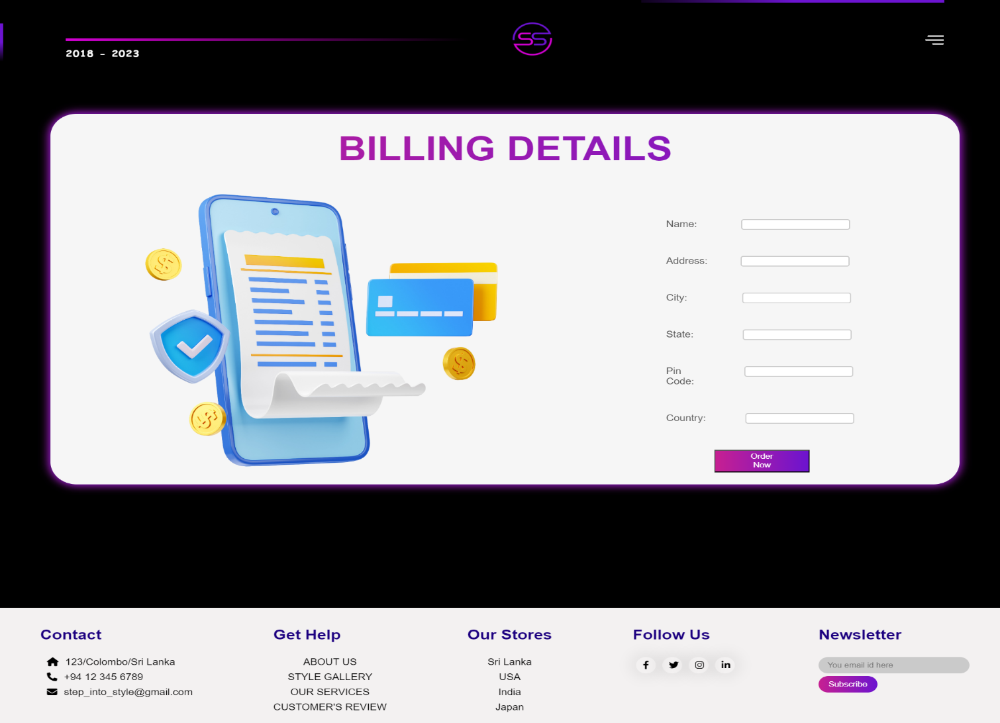 SS
2018 - 2023
BILLING DETAILS
Name:
Address:
City:
State:
Pin
Code:
Country:
Order
Now
Contact
123/Colombo/Sri Lanka
+94 12 345 6789
step_into_style@gmail.com
Get Help
ABOUT US
STYLE GALLERY
OUR SERVICES
CUSTOMER'S REVIEW
Our Stores
Sri Lanka
USA
India
Japan
Follow Us
Newsletter
You email id here
Subscribe